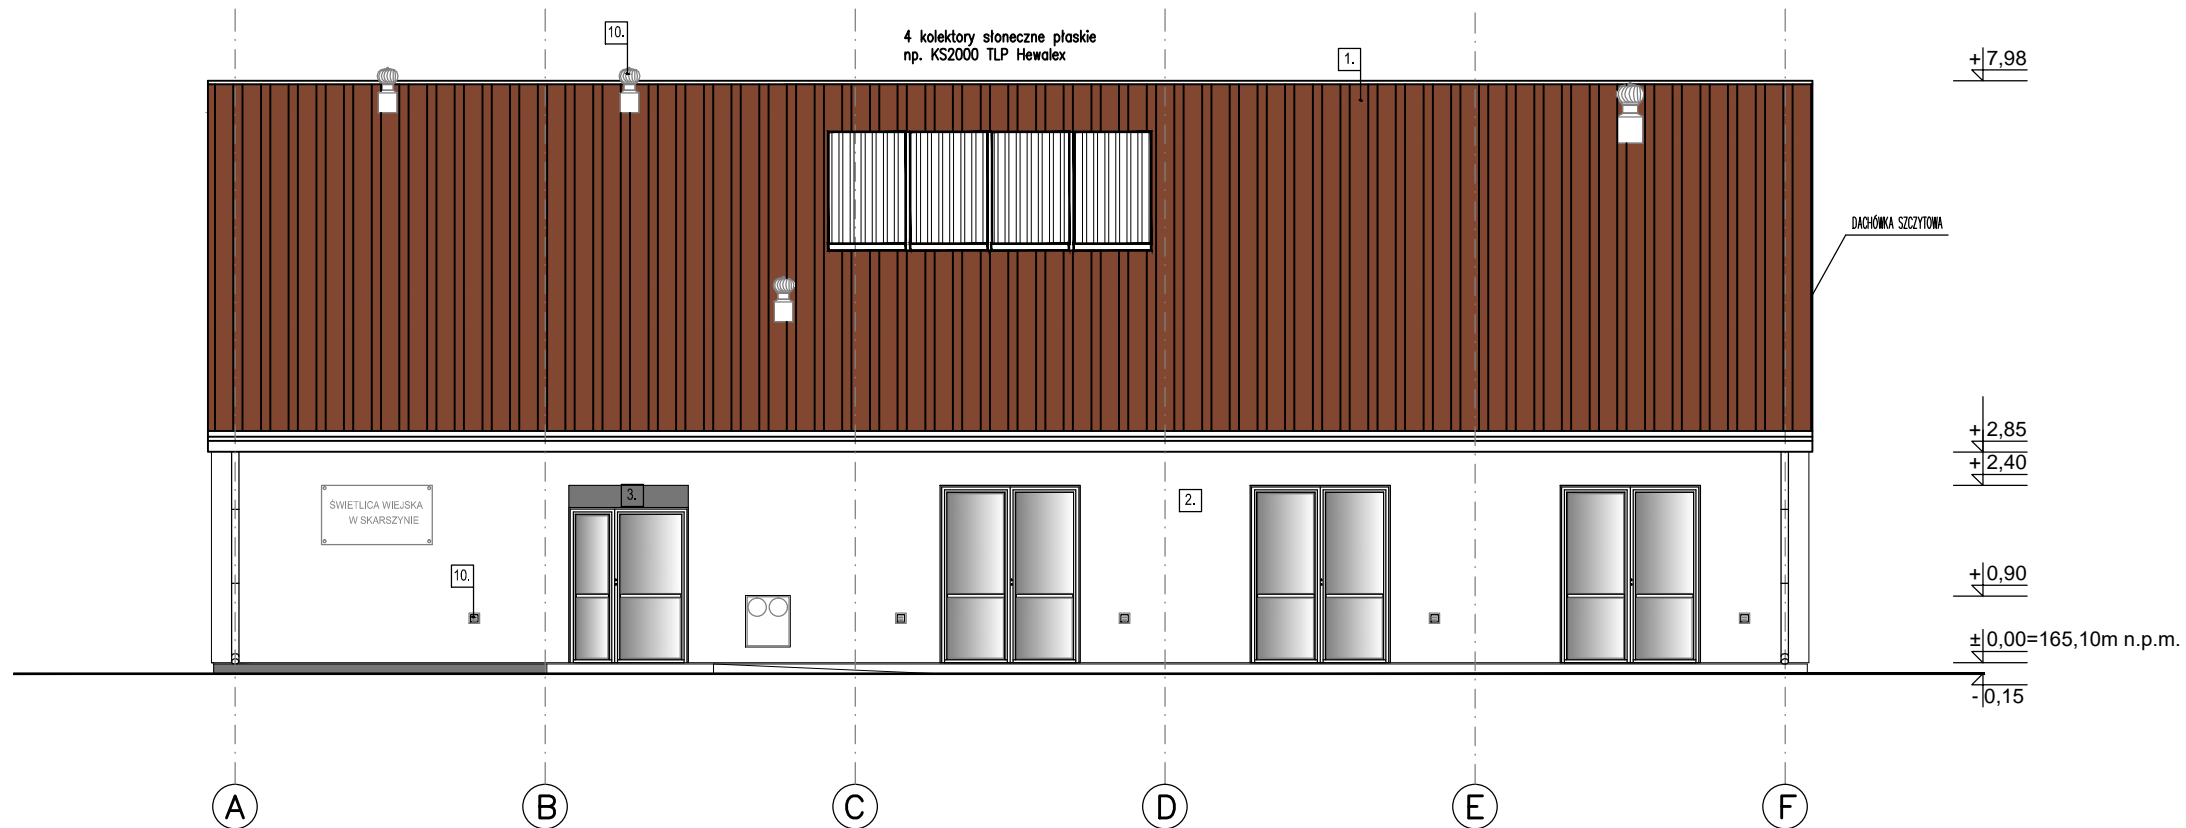 10.
4 kolektory słoneczne płaskie
np. KS2000 TLP Hewalex
1.
+7,98
DACHÓWKA SZCZYTOWA
+2,85
+2,40
3.
2.
ŚWIETLICA WIEJSKA
W SKARSZYNIE
10.
+0,90
±0,00=165,10m n.p.m.
-0,15
A
B
C
D
E
F